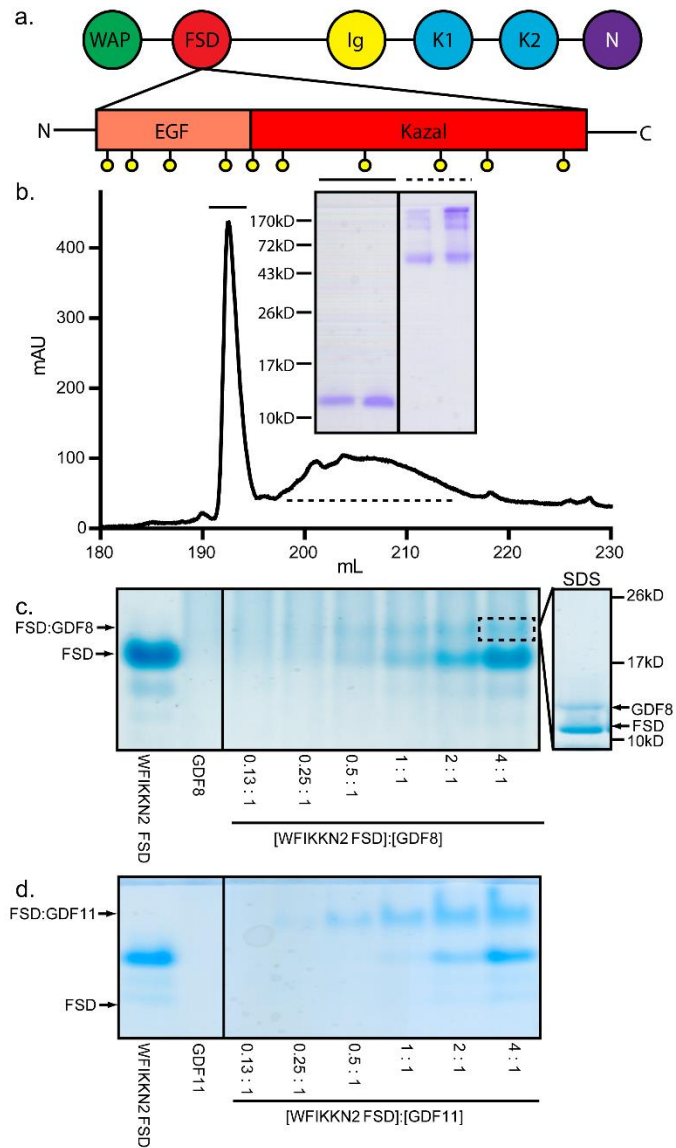 a.
WAP FSD Ig K1 K2 N
N EGF Kazal C
b.
400
300
200
100
0
mAU
180 190 200 210 220 230
mL
170kD
72kD
43kD
26kD
17kD
10kD
c.
FSD:GDF8
FSD
WFIKKN2 FSD
GDF8
0.13 : 1
0.25 : 1
0.5 : 1
1 : 1
2 : 1
4 : 1
[WFIKKN2 FSD]:[GDF8]
SDS
26kD
17kD
GDF8
FSD
10kD
d.
FSD:GDF11
FSD
WFIKKN2 FSD
GDF11
0.13 : 1
0.25 : 1
0.5 : 1
1 : 1
2 : 1
4 : 1
[WFIKKN2 FSD]:[GDF11]